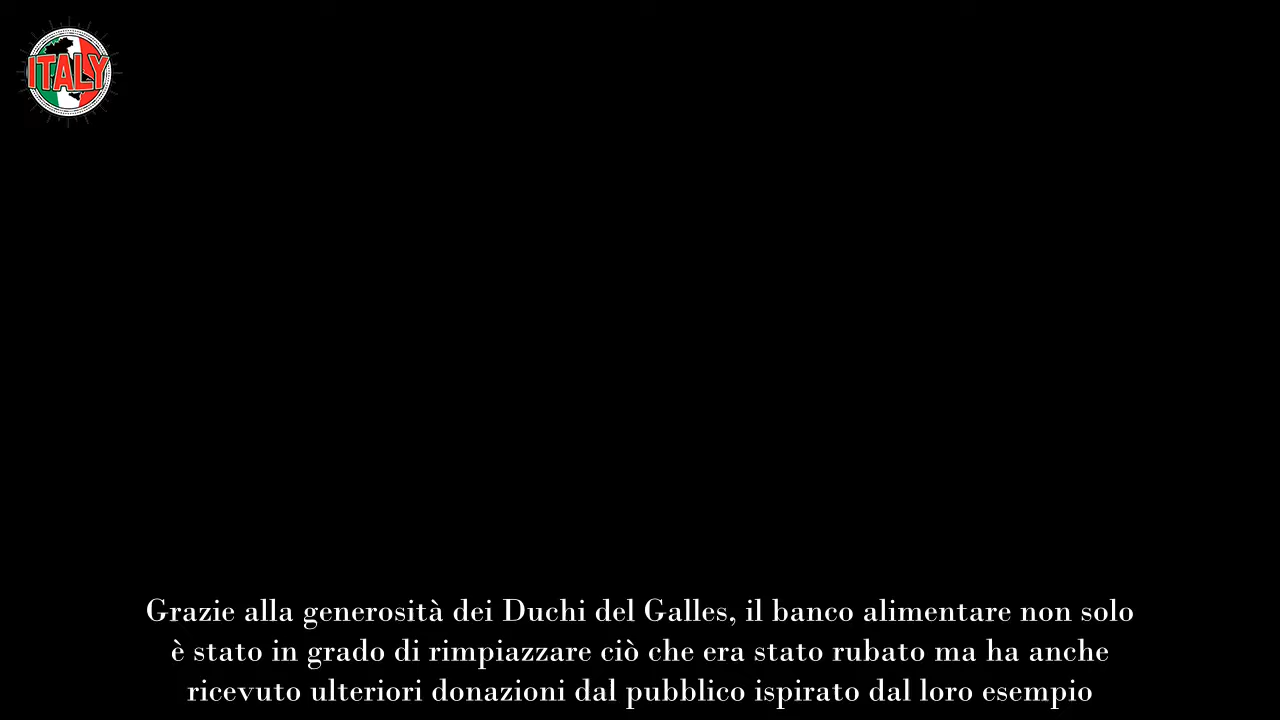 ITALY
Grazie alla generosità dei Duchi del Galles, il banco alimentare non solo
è stato in grado di rimpiazzare ciò che era stato rubato ma ha anche
ricevuto ulteriori donazioni dal pubblico ispirato dal loro esempio